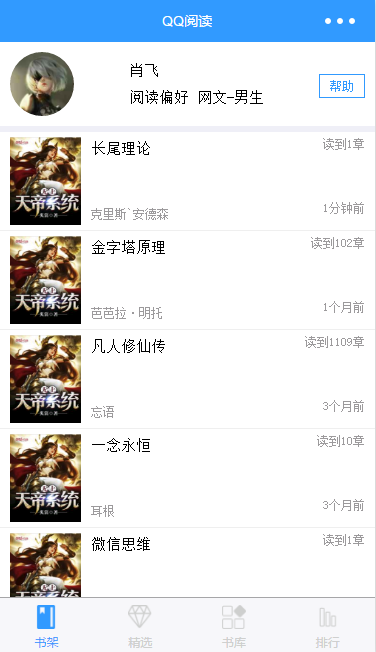 QQ阅读
肖飞
阅读偏好 网文-男生
帮助
长尾理论
读到1章
克里斯`安德森
1分钟前
天帝系统
金字塔原理
读到102章
芭芭拉·明托
1个月前
天帝系统
凡人修仙传
读到1109章
忘语
3个月前
天帝系统
一念永恒
读到10章
耳根
3个月前
天帝系统
微信思维
读到1章
书架
精选
书库
排行